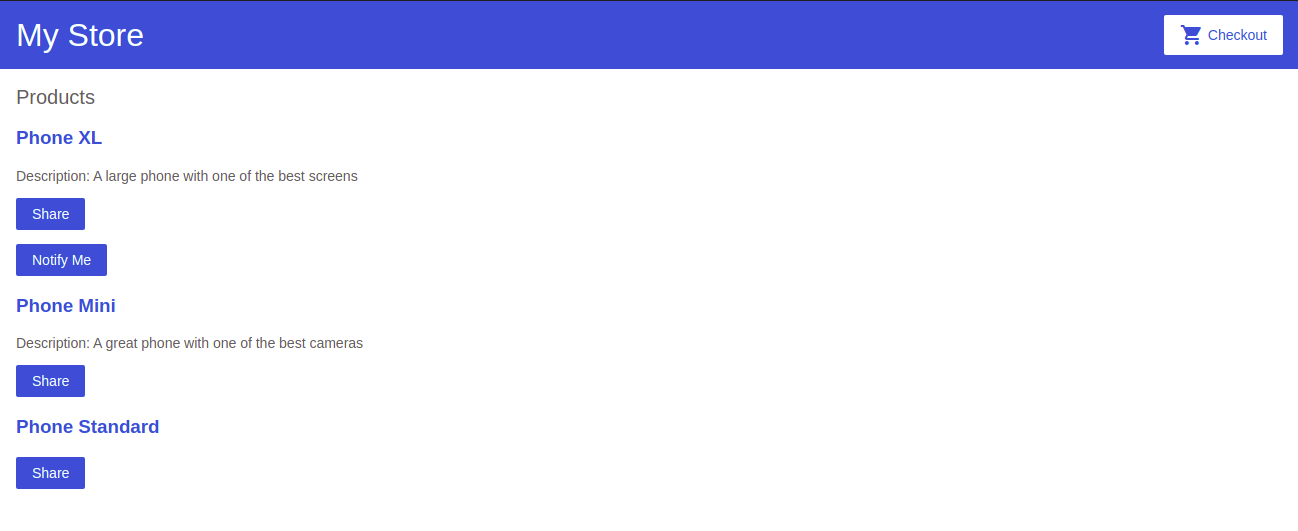 My Store
Checkout
Products
Phone XL
Description: A large phone with one of the best screens
Share
Notify Me
Phone Mini
Description: A great phone with one of the best cameras
Share
Phone Standard
Share